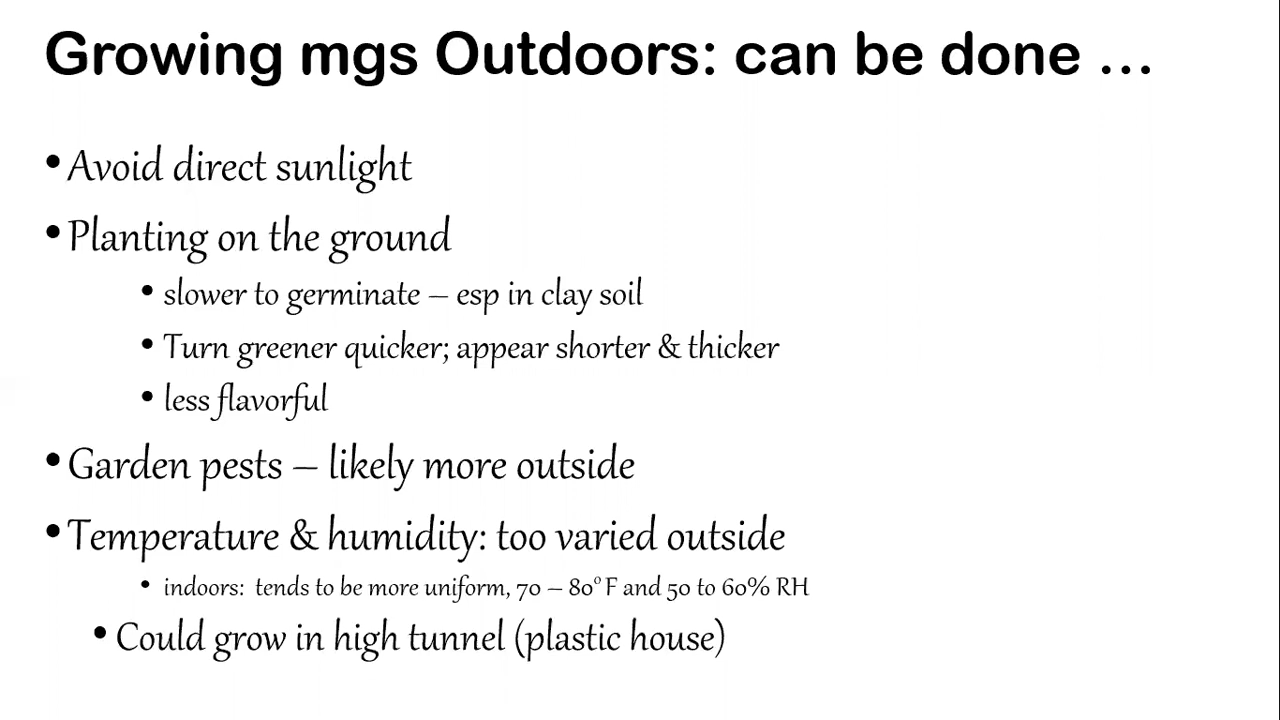 Growing mgs Outdoors: can be done …
• Avoid direct sunlight
• Planting on the ground
• slower to germinate – esp in clay soil
• Turn greener quicker; appear shorter & thicker
• less flavorful
• Garden pests – likely more outside
• Temperature & humidity: too varied outside
• indoors: tends to be more uniform, 70 – 80°F and 50 to 60% RH
• Could grow in high tunnel (plastic house)